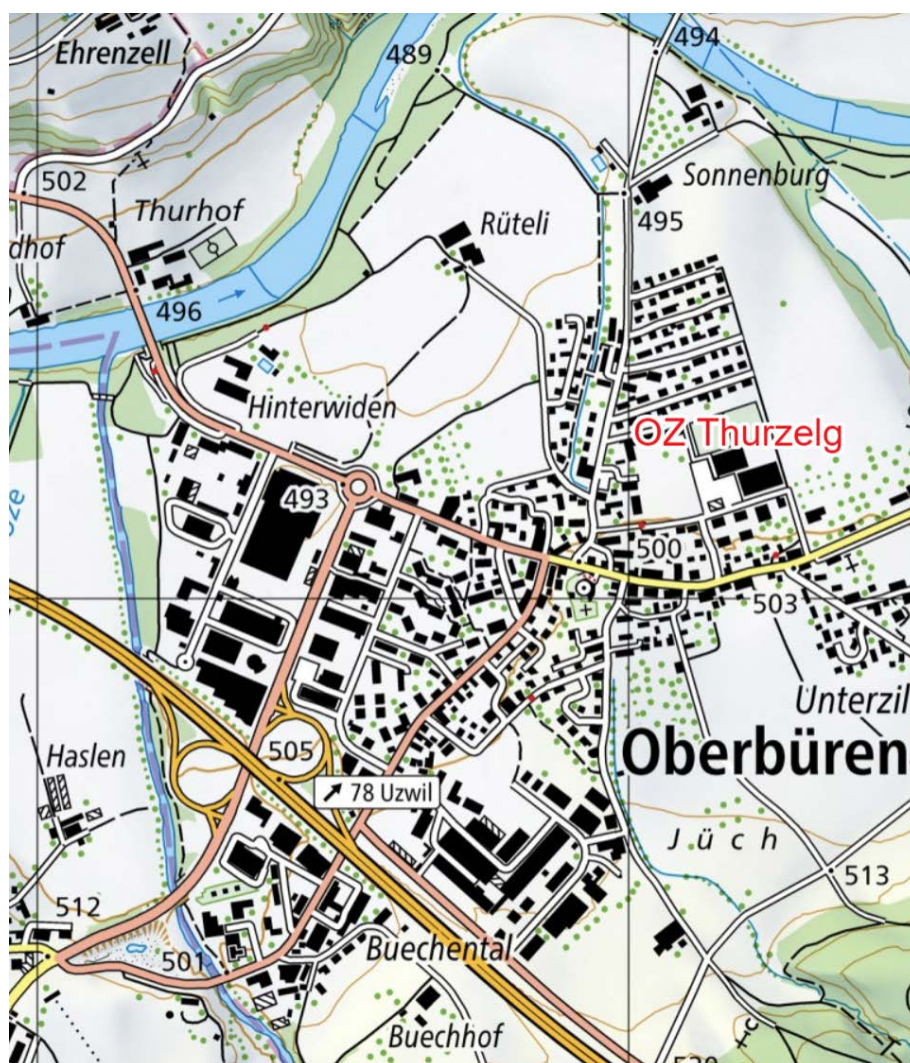 Ehrenzell
489
494
502
Thurhof
Sonnenburg
495
Rüteli
dhof
496
Hinterwiden
OZ Thurzelg
493
500
503
Unterzil
Oberbüren
Haslen
505
78 Uzwil
Jüch
513
512
501
Buechental
Buechhof